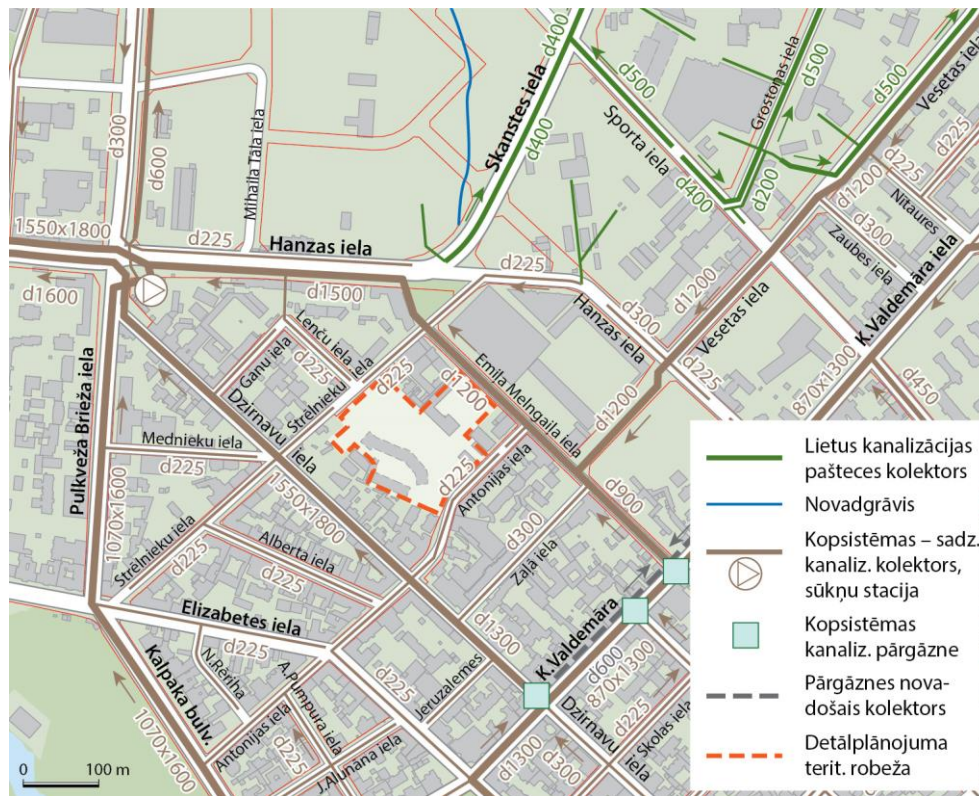 d400
Skanstes iela
d400
d400
d500
Sporta iela
d400
Grostonas iela
d500
d200
d500
Vesetas iela
d225
Nitaures
d1200
d300
Zaubes iela
K.Valdemāra iela
d300
d600
Mihaila Tāla iela
1550x1800
d225
Hanzas iela
d225
d1200
d1600
d1500
Hanzas iela
d300
Vesetas iela
Lenču iela
d225
Ganu iela
Strēlnieku iela
d225
d1200
Emīla Melngaiļa iela
d225
870x1300
d450
Dzirnavu
iela
d1200
Mednieku iela
d225
Pulkveža Brieža iela
1070x1600
1550x1800
d225
Antonijas iela
d900
Strēlnieku iela
d225
Alberta iela
d225
d300
Zaļā iela
Elizabetes iela
d225
d1300
K.Valdemāra
d600
870x1300
N.Rēriha
A.Pumpura iela
d225
Jeruzalemes
Kalpaka bulv.
1070x1600
Antonijas iela
d225
J.Alunāna iela
d1300
Dzirnavu
iela
d300
d225
Skolas iela
0 100 m
Lietus kanalizācijas
pašteces kolektors
Novadgrāvis
Kopsistēmas – sadz.
kanaliz. kolektors,
sūkņu stacija
Kopsistēmas
kanaliz. pārgāzne
Pārgāznes nova-
došais kolektors
Detālplānojuma
terit. robeža